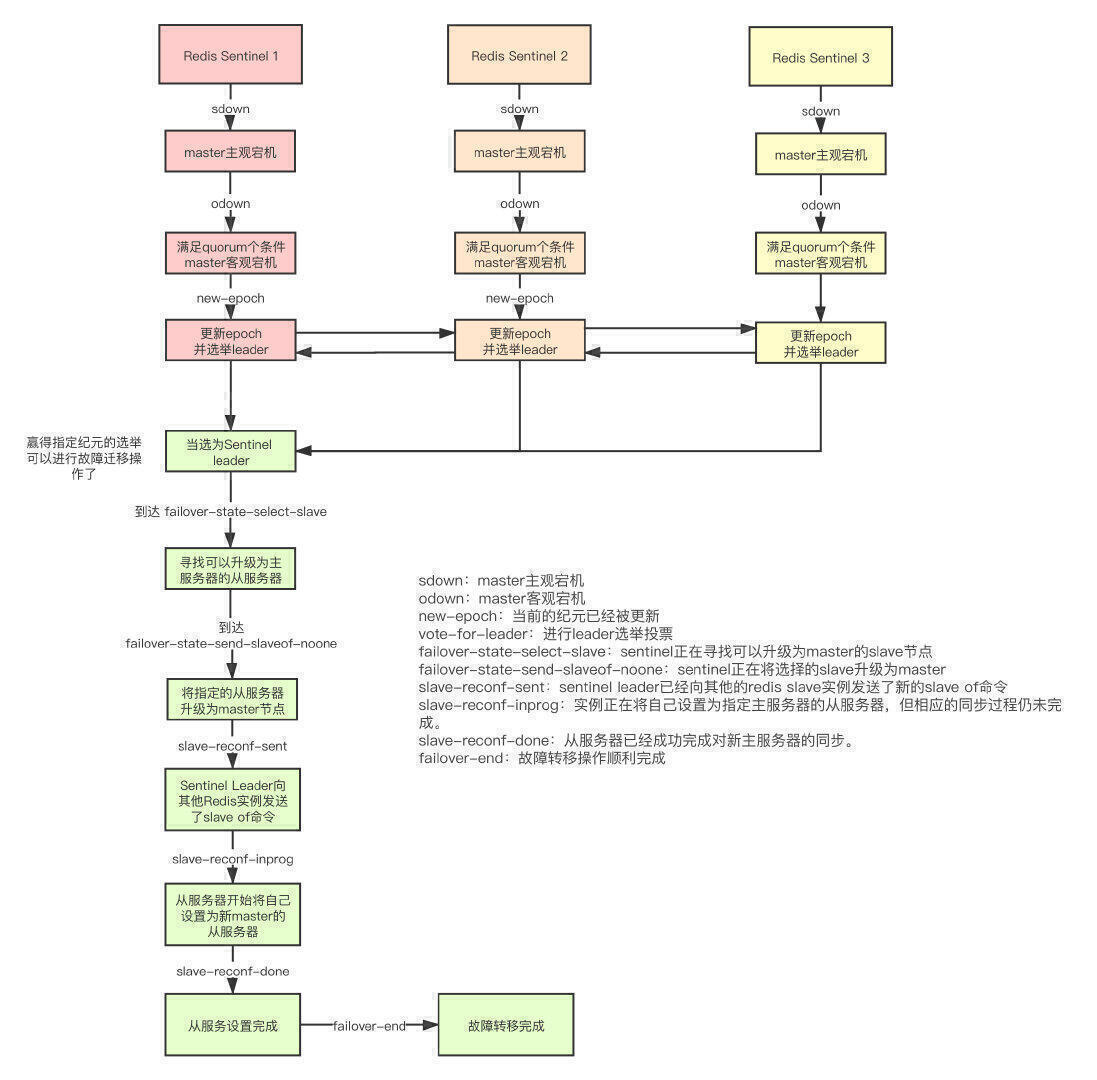 Redis Sentinel 1
Redis Sentinel 2
Redis Sentinel 3
sdown
sdown
sdown
master主观宕机
master主观宕机
master主观宕机
odown
odown
odown
满足quorum个条件
master客观宕机
满足quorum个条件
master客观宕机
满足quorum个条件
master客观宕机
new-epoch
new-epoch
更新epoch
并选举leader
更新epoch
并选举leader
更新epoch
并选举leader
赢得指定纪元的选举
可以进行故障迁移操
作了
当选为Sentinel
leader
到达 failover-state-select-slave
寻找可以升级为主
服务器的从服务器
到达
failover-state-send-slaveof-noone
将指定的从服务器
升级为master节点
slave-reconf-sent
Sentinel Leader向
其他Redis实例发送
了slave of命令
slave-reconf-inprog
从服务器开始将自己
设置为新master的
从服务器
slave-reconf-done
从服务设置完成
failover-end
故障转移完成
sdown：master主观宕机
odown：master客观宕机
new-epoch：当前的纪元已经被更新
vote-for-leader：进行leader选举投票
failover-state-select-slave：sentinel正在寻找可以升级为master的slave节点
failover-state-send-slaveof-noone：sentinel正在将选择的slave升级为master
slave-reconf-sent：sentinel leader已经向其他的redis slave实例发送了新的slave of命令
slave-reconf-inprog：实例正在将自己设置为指定主服务器的从服务器，但相应的同步过程仍未完
成。
slave-reconf-done：从服务器已经成功完成对新主服务器的同步。
failover-end：故障转移操作顺利完成